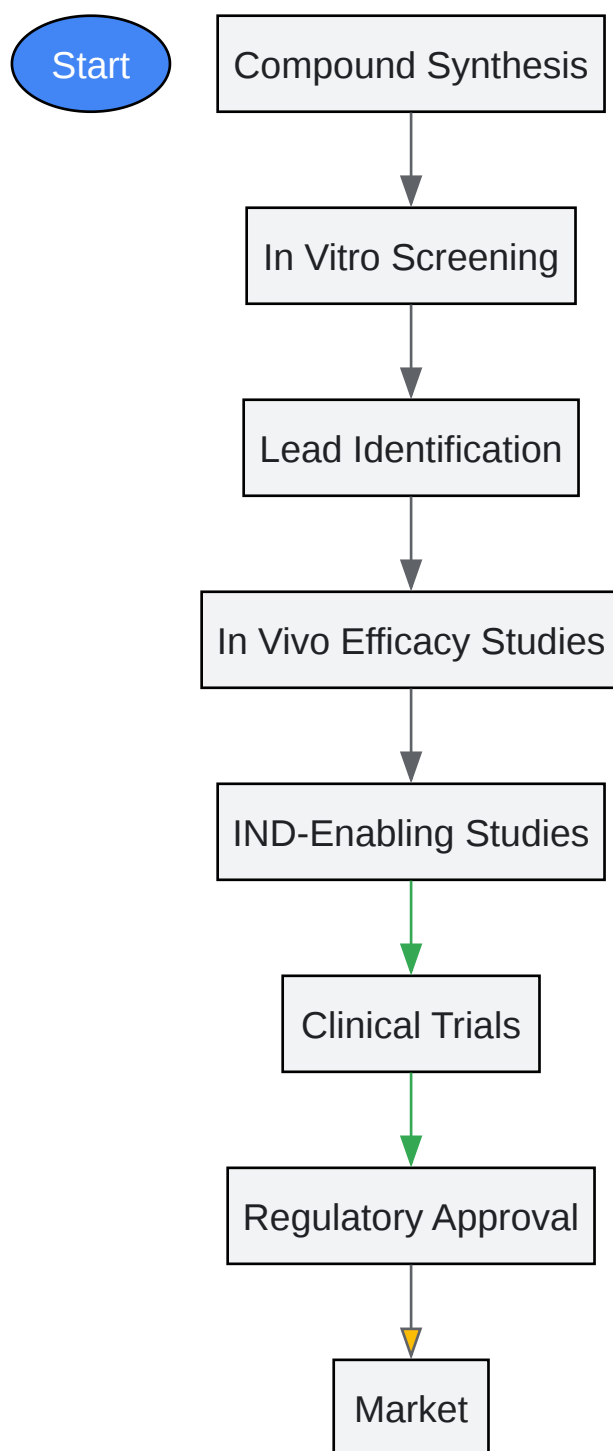 Start
Compound Synthesis
In Vitro Screening
Lead Identification
In Vivo Efficacy Studies
IND-Enabling Studies
Clinical Trials
Regulatory Approval
Market